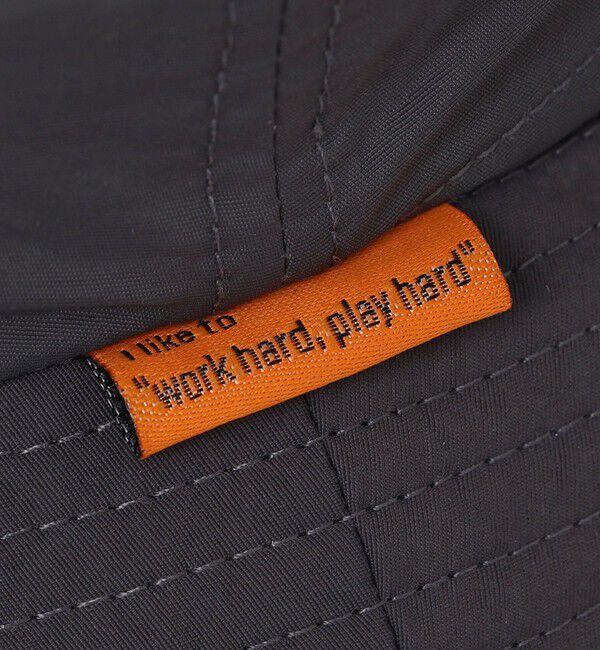 I like to
"work hard, play hard"